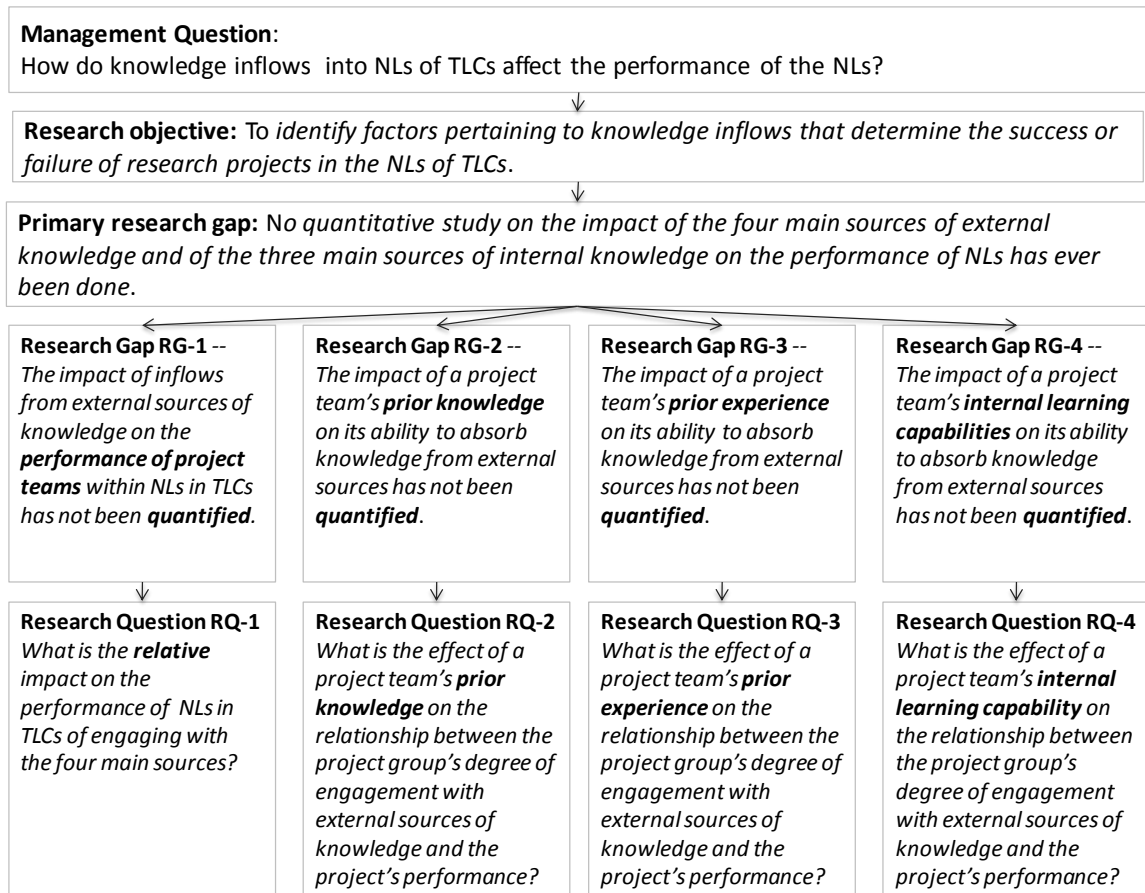 Management Question:
How do knowledge inflows into NLs of TLCs affect the performance of the NLs?
Research objective: To identify factors pertaining to knowledge inflows that determine the success or
failure of research projects in the NLs of TLCs.
Primary research gap: No quantitative study on the impact of the four main sources of external
knowledge and of the three main sources of internal knowledge on the performance of NLs has ever
been done.
Research Gap RG-1 --
The impact of inflows
from external sources of
knowledge on the
performance of project
teams within NLs in TLCs
has not been quantified.
Research Gap RG-2 --
The impact of a project
team's prior knowledge
on its ability to absorb
knowledge from external
sources has not been
quantified.
Research Gap RG-3 --
The impact of a project
team's prior experience
on its ability to absorb
knowledge from external
sources has not been
quantified.
Research Gap RG-4 --
The impact of a project
team's internal learning
capabilities on its ability
to absorb knowledge
from external sources
has not been quantified.
Research Question RQ-1
What is the relative
impact on the
performance of NLs in
TLCs of engaging with
the four main sources?
Research Question RQ-2
What is the effect of a
project team's prior
knowledge on the
relationship between the
project group's degree of
engagement with
external sources of
knowledge and the
project's performance?
Research Question RQ-3
What is the effect of a
project team's prior
experience on the
relationship between the
project group's degree of
engagement with
external sources of
knowledge and the
project's performance?
Research Question RQ-4
What is the effect of a
project team's internal
learning capability on
the relationship between
the project group's
degree of engagement
with external sources of
knowledge and the
project's performance?